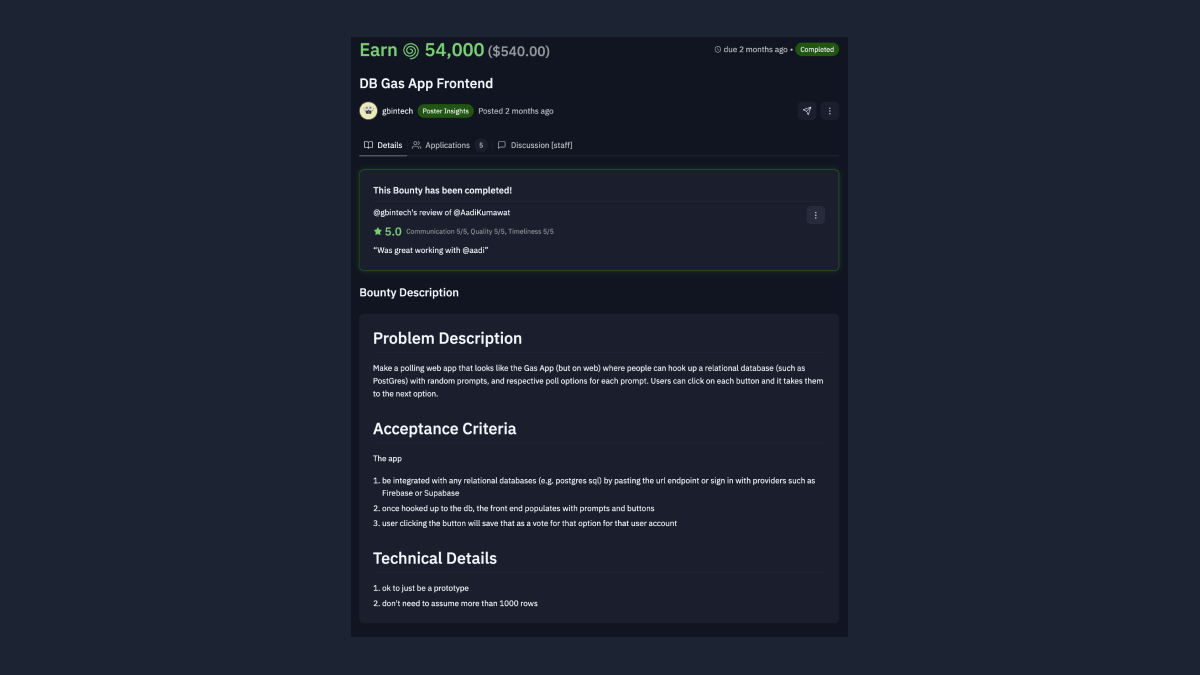 Earn 54,000 ($540.00)
due 2 months ago • Completed
DB Gas App Frontend
gbintech Poster Insights Posted 2 months ago
Details Applications 5 Discussion [staff]
This Bounty has been completed!
@gbintech's review of @AadiKumawat
5.0 Communication 5/5, Quality 5/5, Timeliness 5/5
“Was great working with @aadi”
Bounty Description
Problem Description
Make a polling web app that looks like the Gas App (but on web) where people can hook up a relational database (such as
PostGres) with random prompts, and respective poll options for each prompt. Users can click on each button and it takes them
to the next option.
Acceptance Criteria
The app
1. be integrated with any relational databases (e.g. postgres sql) by pasting the url endpoint or sign in with providers such as
Firebase or Supabase
2. once hooked up to the db, the front end populates with prompts and buttons
3. user clicking the button will save that as a vote for that option for that user account
Technical Details
1. ok to just be a prototype
2. don't need to assume more than 1000 rows